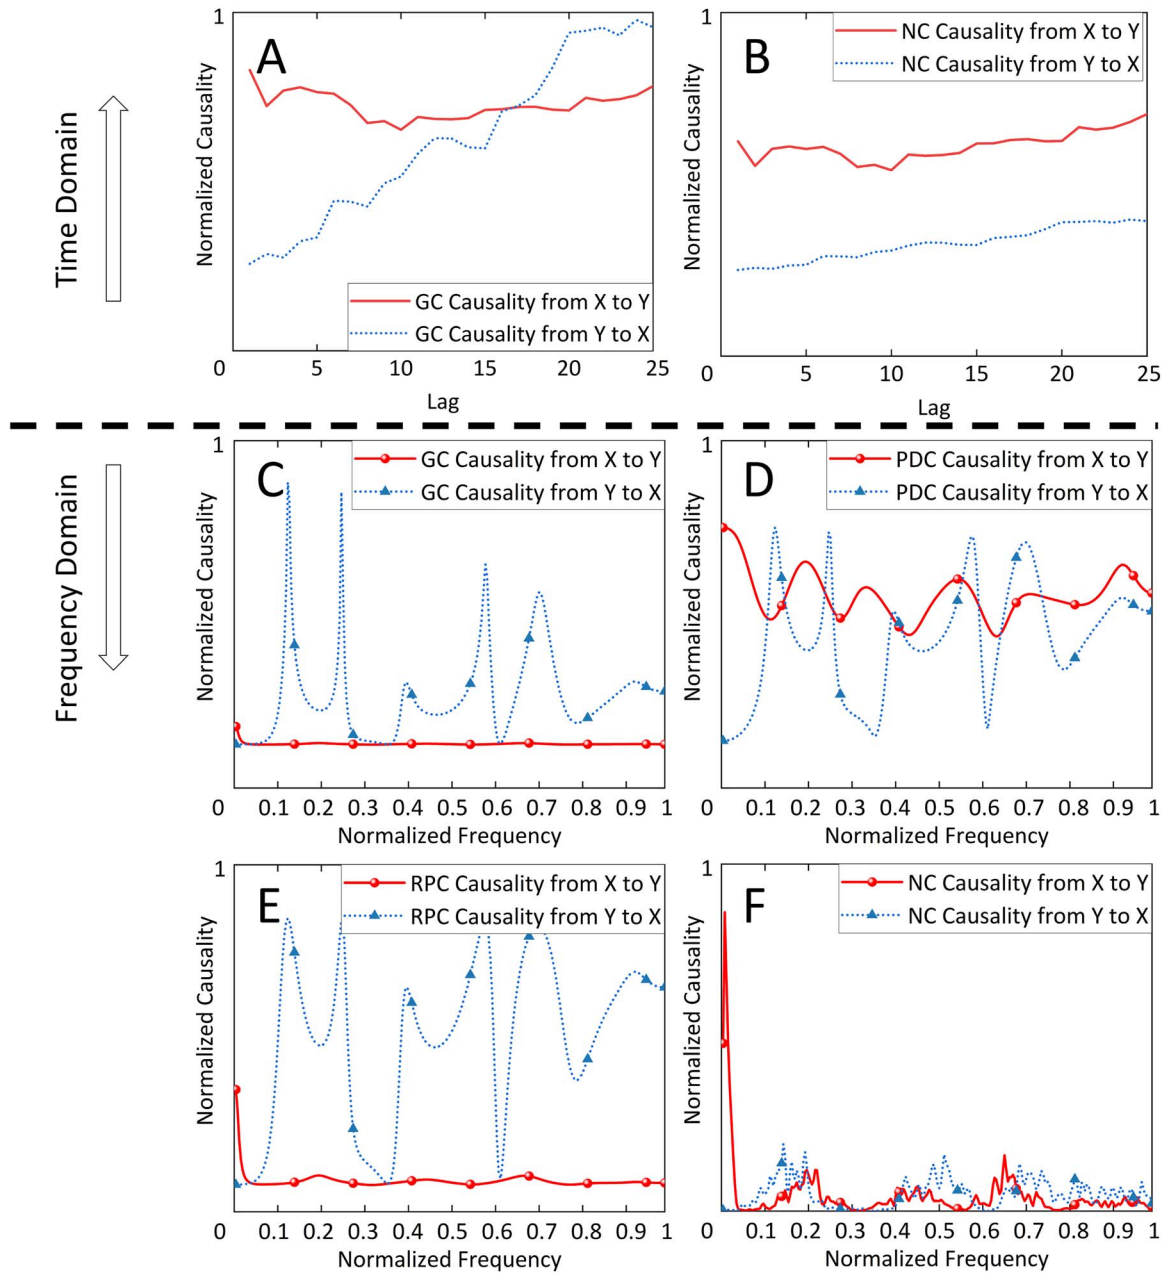 Time Domain
Normalized Causality
1
A
GC Causality from X to Y
GC Causality from Y to X
0 5 10 15 20 25
Lag
Normalized Causality
1
B
NC Causality from X to Y
NC Causality from Y to X
0 5 10 15 20 25
Lag
Frequency Domain
Normalized Causality
1
C
GC Causality from X to Y
GC Causality from Y to X
0 0.1 0.2 0.3 0.4 0.5 0.6 0.7 0.8 0.9 1
Normalized Frequency
Normalized Causality
1
D
PDC Causality from X to Y
PDC Causality from Y to X
0 0.1 0.2 0.3 0.4 0.5 0.6 0.7 0.8 0.9 1
Normalized Frequency
Normalized Causality
1
E
RPC Causality from X to Y
RPC Causality from Y to X
0 0.1 0.2 0.3 0.4 0.5 0.6 0.7 0.8 0.9 1
Normalized Frequency
Normalized Causality
1
F
NC Causality from X to Y
NC Causality from Y to X
0 0.1 0.2 0.3 0.4 0.5 0.6 0.7 0.8 0.9 1
Normalized Frequency